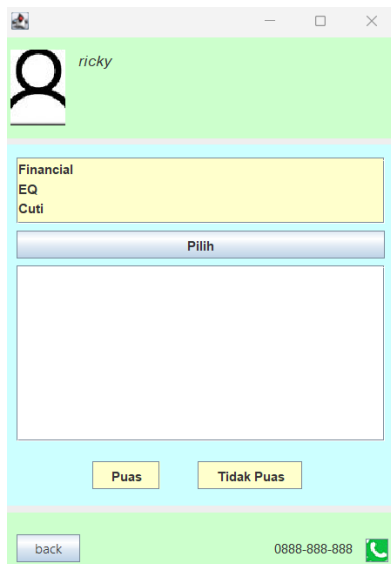 ricky
Financial
EQ
Cuti
Pilih
Puas
Tidak Puas
back
0888-888-888